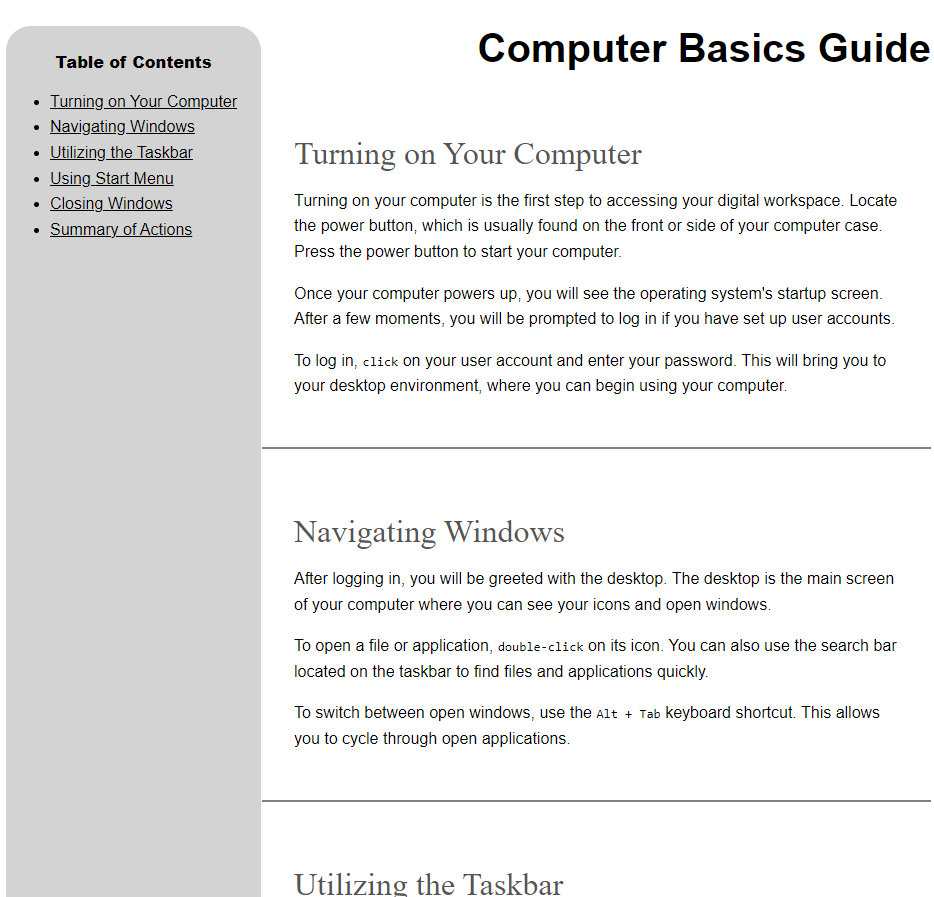 Computer Basics Guide
Table of Contents
Turning on Your Computer
Navigating Windows
Utilizing the Taskbar
Using Start Menu
Closing Windows
Summary of Actions
Turning on Your Computer
Turning on your computer is the first step to accessing your digital workspace. Locate
the power button, which is usually found on the front or side of your computer case.
Press the power button to start your computer.
Once your computer powers up, you will see the operating system's startup screen.
After a few moments, you will be prompted to log in if you have set up user accounts.
To log in, click on your user account and enter your password. This will bring you to
your desktop environment, where you can begin using your computer.
Navigating Windows
After logging in, you will be greeted with the desktop. The desktop is the main screen
of your computer where you can see your icons and open windows.
To open a file or application, double-click on its icon. You can also use the search bar
located on the taskbar to find files and applications quickly.
To switch between open windows, use the Alt + Tab keyboard shortcut. This allows
you to cycle through open applications.
Utilizing the Taskbar